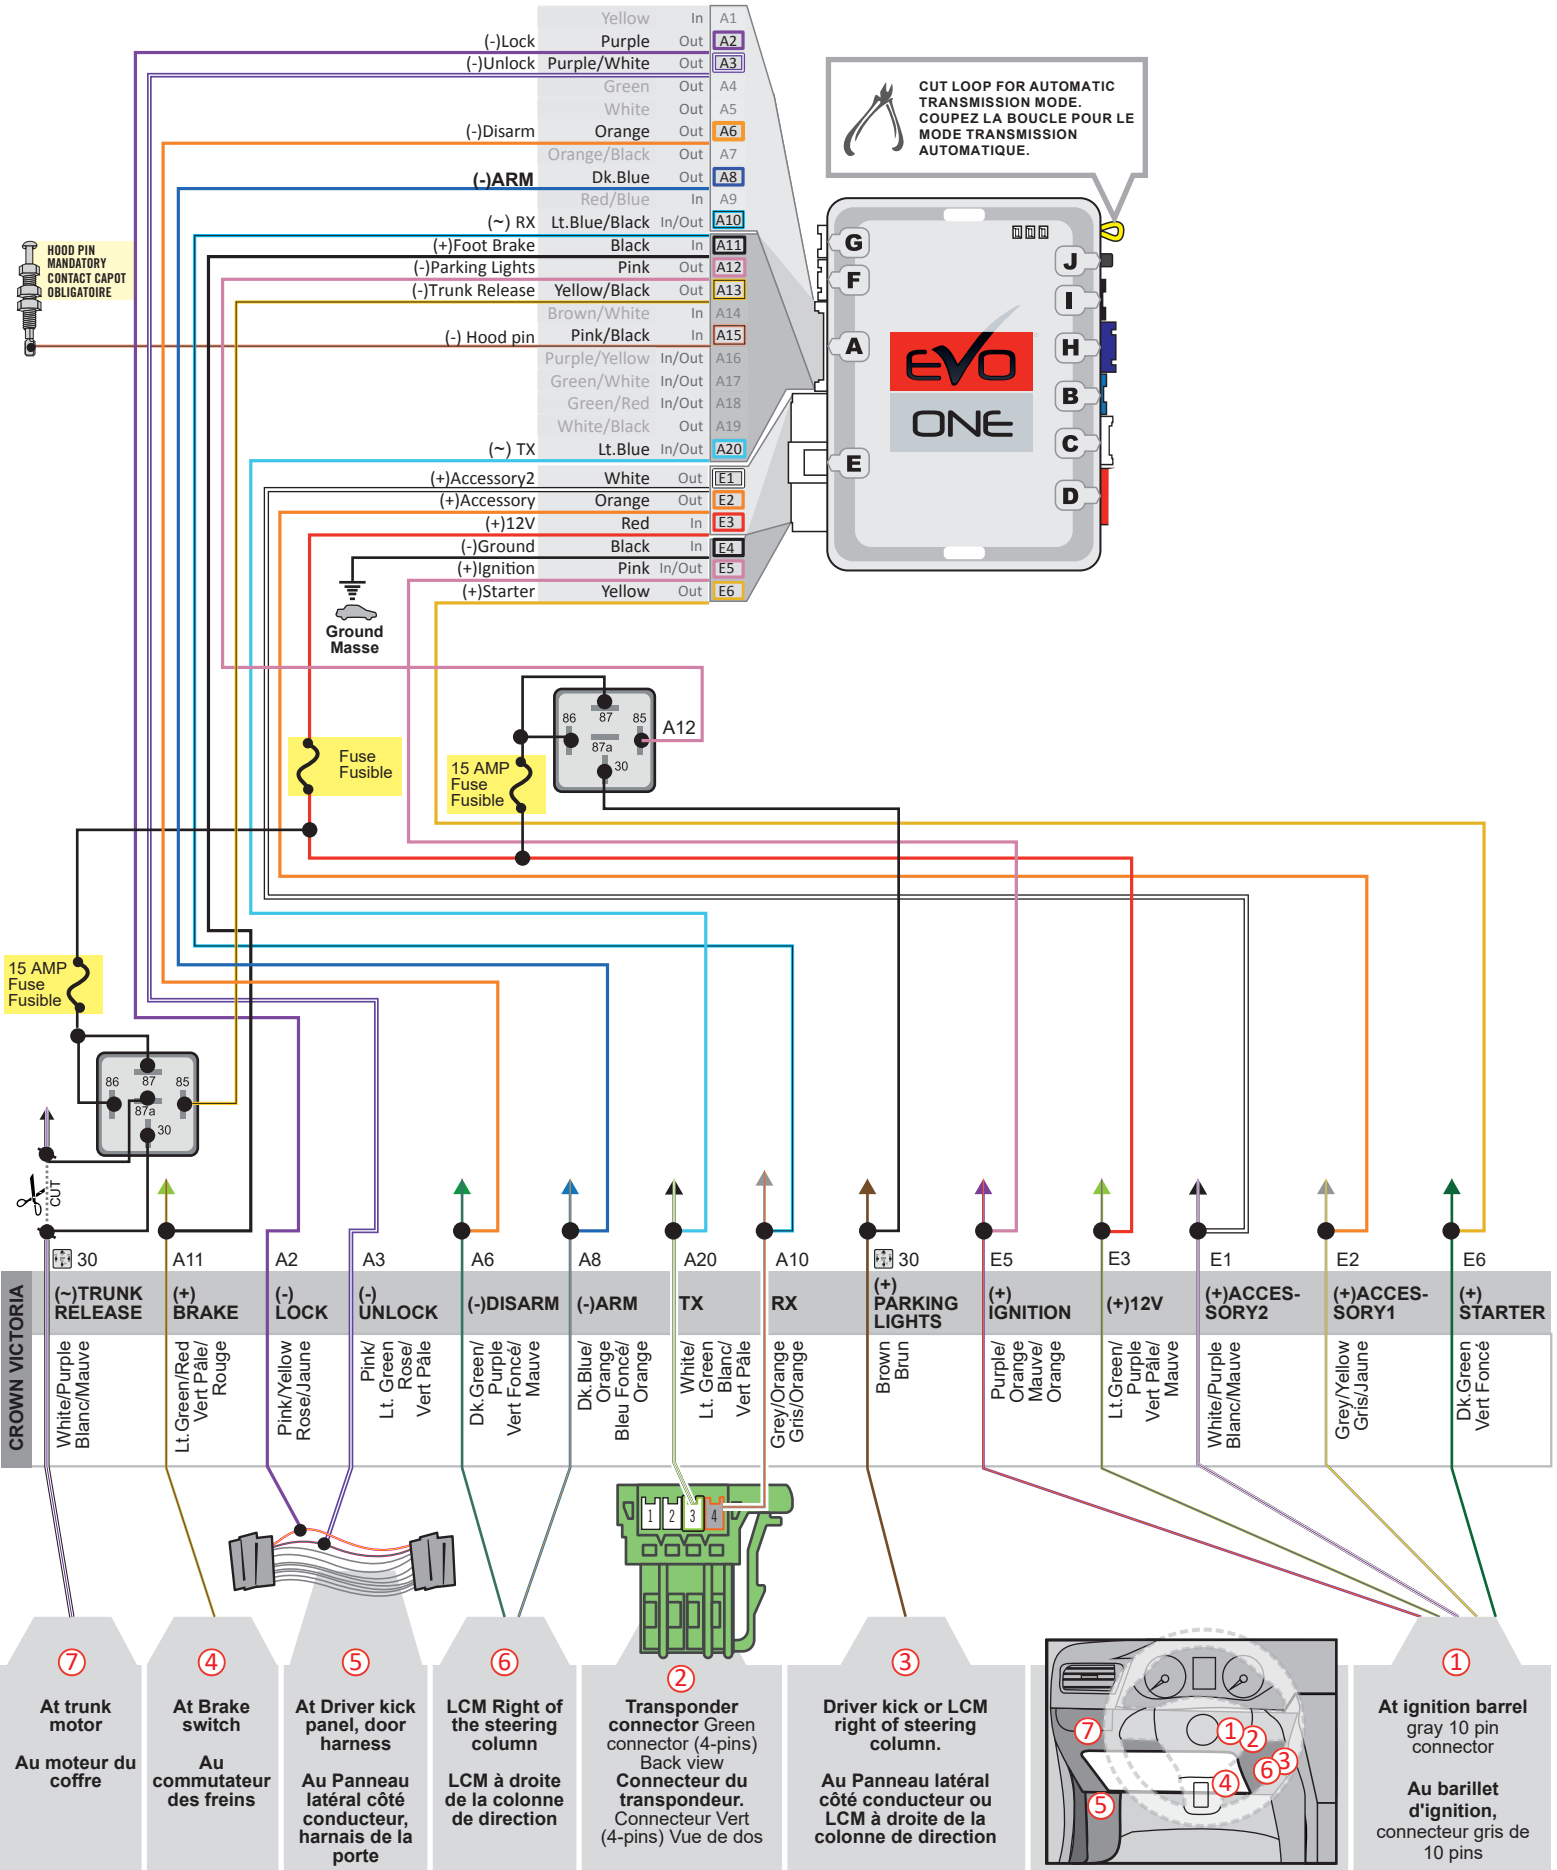 Yellow In A1
(-)Lock Purple Out A2
(-)Unlock Purple/White Out A3
Green Out A4
White Out A5
(-)Disarm Orange Out A6
Orange/Black Out A7
(-)ARM Dk.Blue Out A8
Red/Blue In A9
(~) RX Lt.Blue/Black In/Out A10
(+)Foot Brake Black In A11
(-)Parking Lights Pink Out A12
(-)Trunk Release Yellow/Black Out A13
Brown/White In A14
(-) Hood pin Pink/Black In A15
Purple/Yellow In/Out A16
Green/White In/Out A17
Green/Red In/Out A18
White/Black Out A19
(~) TX Lt.Blue In/Out A20
(+)Accessory2 White Out E1
(+)Accessory Orange Out E2
(+)12V Red In E3
(-)Ground Black In E4
(+)Ignition Pink In/Out E5
(+)Starter Yellow Out E6
HOOD PIN
MANDATORY
CONTACT CAPOT
OBLIGATOIRE
CUT LOOP FOR AUTOMATIC
TRANSMISSION MODE.
COUPEZ LA BOUCLE POUR LE
MODE TRANSMISSION
AUTOMATIQUE.
G
F
A
E
J
I
H
B
C
D
EVO
ONE
Ground
Masse
Fuse
Fusible
15 AMP
Fuse
Fusible
86 87 85
87a
30
A12
15 AMP
Fuse
Fusible
86 87 85
87a
30
CUT
30 A11 A2 A3 A6 A8 A20 A10 30 E5 E3 E1 E2 E6
CROWN VICTORIA
(~)TRUNK
RELEASE
(+)
BRAKE
(-)
LOCK
(-)
UNLOCK
(-)DISARM
(-)ARM
TX
RX
(+)
PARKING
LIGHTS
(+)
IGNITION
(+)12V
(+)ACCES-
SORY2
(+)ACCES-
SORY1
(+)
STARTER
White/Purple
Blanc/Mauve
Lt.Green/Red
Vert Pâle/
Rouge
Pink/Yellow
Rose/Jaune
Pink/
Lt. Green
Rose/
Vert Pâle
Dk.Green/
Purple
Vert Foncé/
Mauve
Dk.Blue/
Orange
Bleu Foncé/
Orange
White/
Lt. Green
Blanc/
Vert Pâle
Grey/Orange
Gris/Orange
Brown
Brun
Purple/
Orange
Mauve/
Orange
Lt.Green/
Purple
Vert Pâle/
Mauve
White/Purple
Blanc/Mauve
Grey/Yellow
Gris/Jaune
Dk.Green
Vert Foncé
1 2 3 4
7
At trunk
motor
Au moteur du
coffre
4
At Brake
switch
Au
commutateur
des freins
5
At Driver kick
panel, door
harness
Au Panneau
latéral côté
conducteur,
harnais de la
porte
6
LCM Right of
the steering
column
LCM à droite
de la colonne
de direction
2
Transponder
connector Green
connector (4-pins)
Back view
Connecteur du
transpondeur.
Connecteur Vert
(4-pins) Vue de dos
3
Driver kick or LCM
right of steering
column.
Au Panneau latéral
côté conducteur ou
LCM à droite de la
colonne de direction
7
1
2
3
6
4
5
1
At ignition barrel
gray 10 pin
connector
Au barillet
d'ignition,
connecteur gris de
10 pins